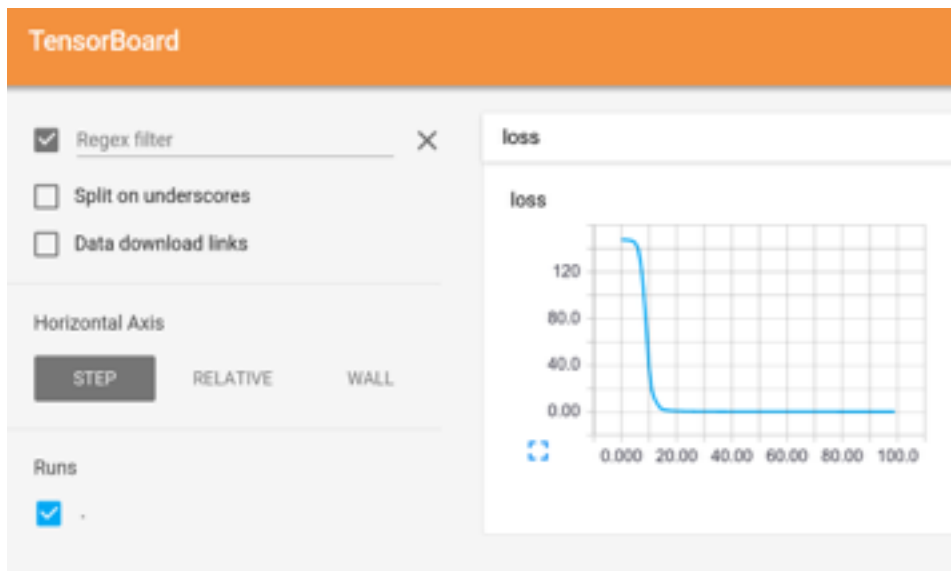 TensorBoard
Regex filter
Split on underscores
Data download links
Horizontal Axis
STEP RELATIVE WALL
Runs
.
loss
loss
120
80.0
40.0
0.00
0.000 20.00 40.00 60.00 80.00 100.0